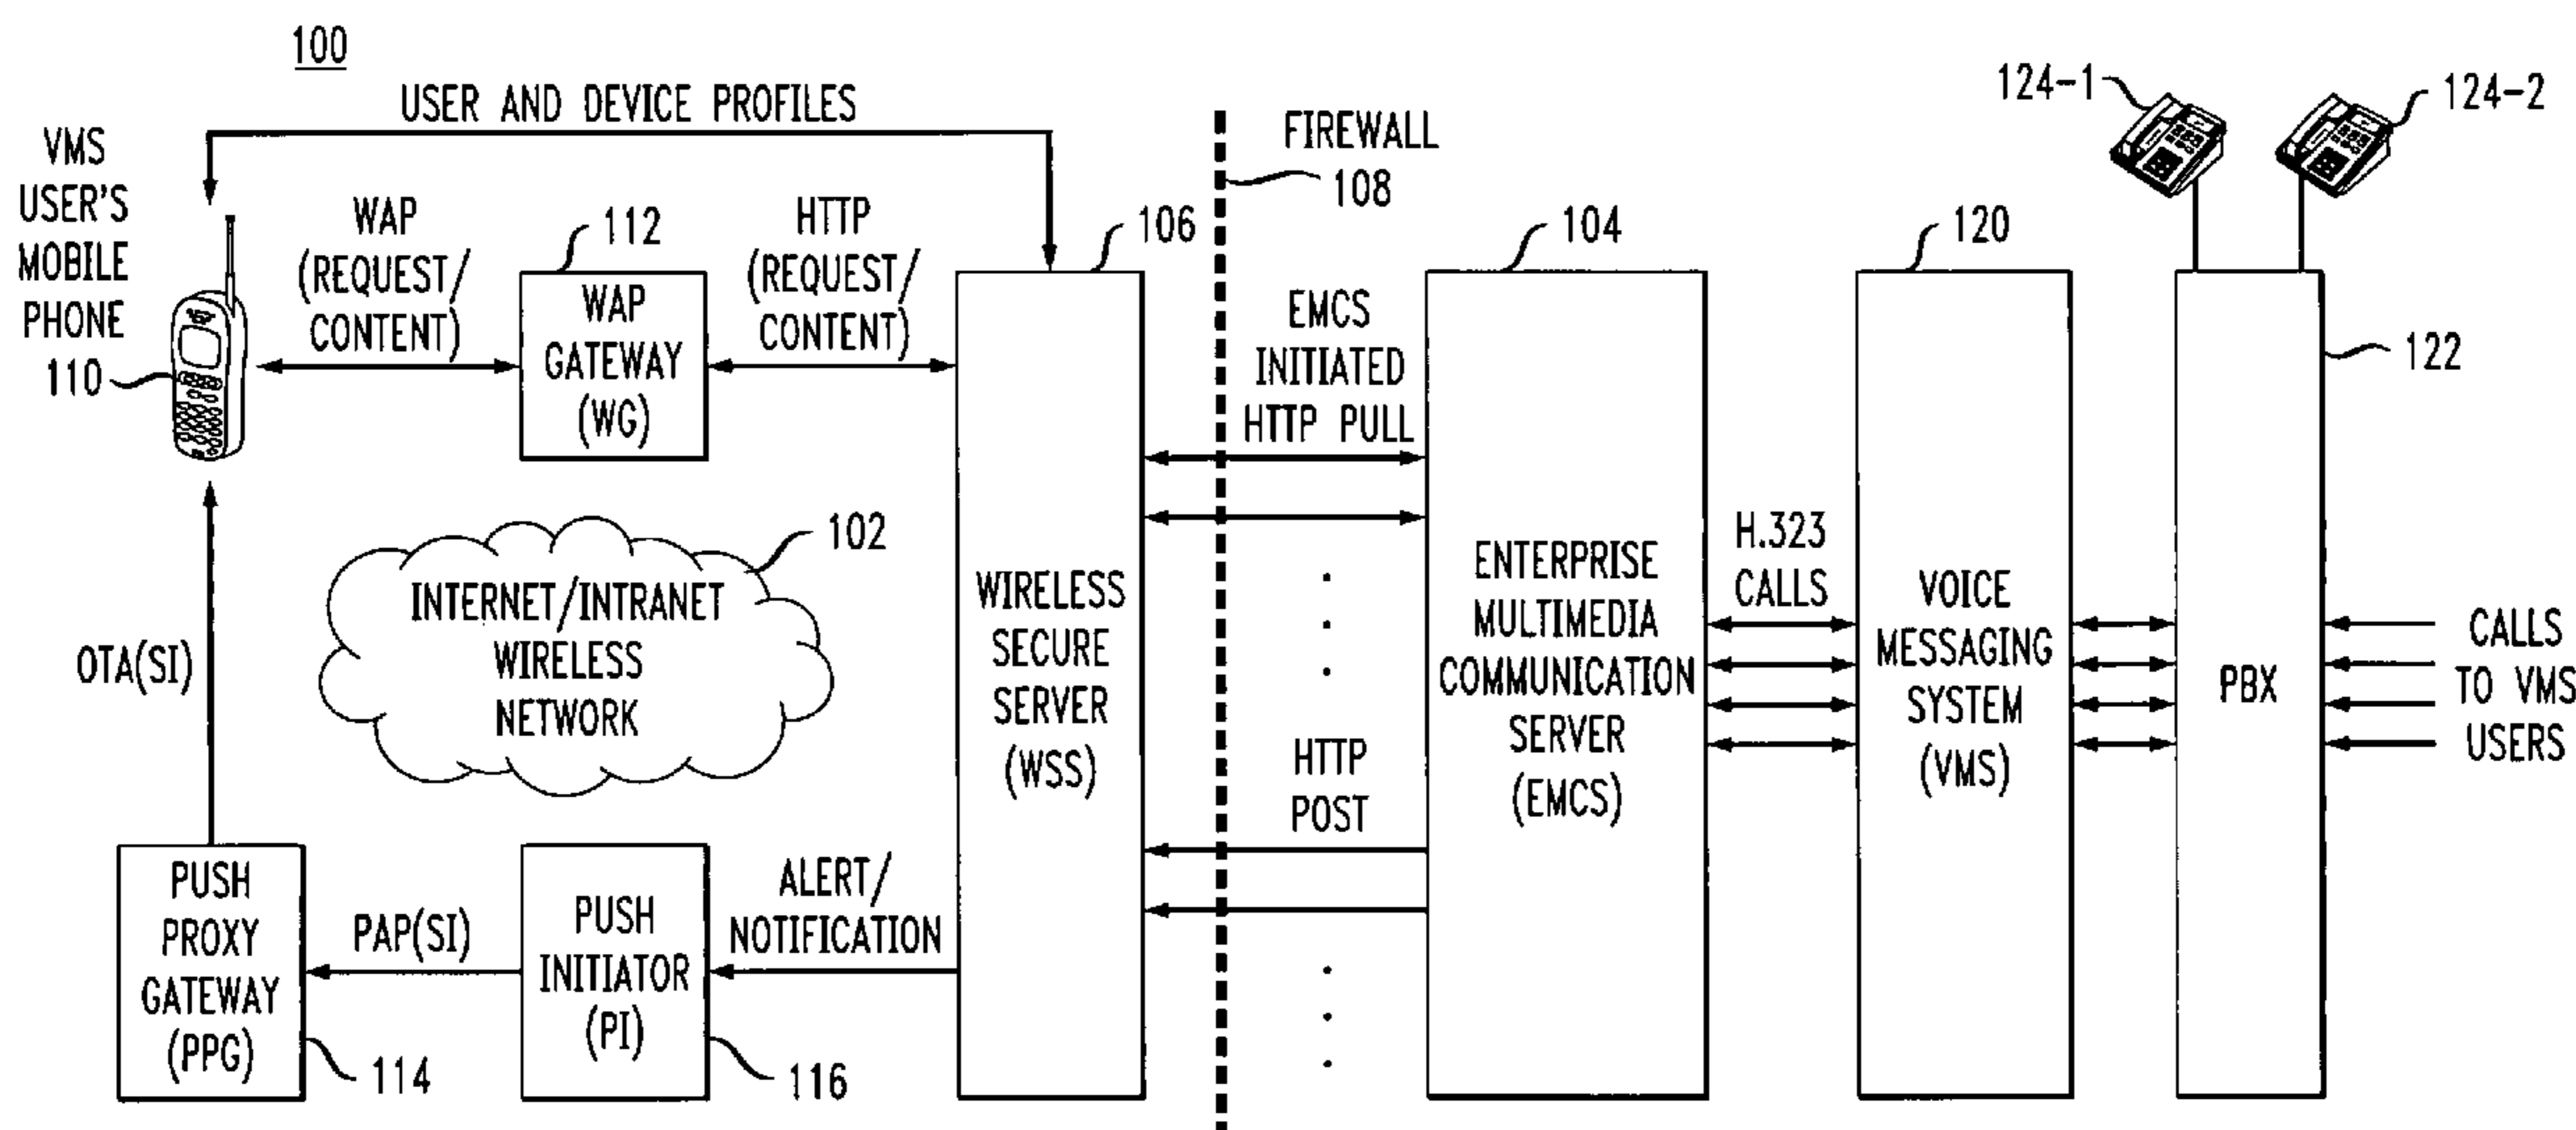 100
USER AND DEVICE PROFILES
VMS
USER'S
MOBILE
PHONE
110
WAP
(REQUEST/
CONTENT)
112
WAP
GATEWAY
(WG)
HTTP
(REQUEST/
CONTENT)
106
WIRELESS
SECURE
SERVER
(WSS)
FIREWALL
108
EMCS
INITIATED
HTTP PULL
HTTP
POST
104
ENTERPRISE
MULTIMEDIA
COMMUNICATION
SERVER
(EMCS)
H.323
CALLS
120
VOICE
MESSAGING
SYSTEM
(VMS)
124-1
124-2
122
PBX
CALLS
TO VMS
USERS
102
INTERNET/INTRANET
WIRELESS
NETWORK
OTA(SI)
PUSH
PROXY
GATEWAY
(PPG)
114
PAP(SI)
PUSH
INITIATOR
(PI)
116
ALERT/
NOTIFICATION